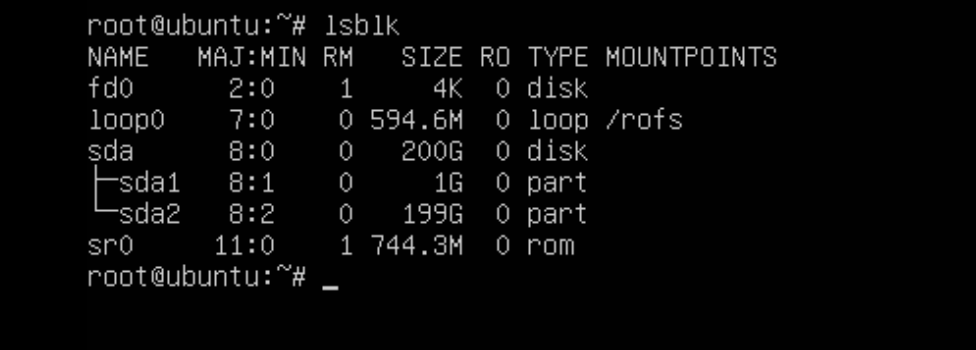 root@ubuntu:~# lsblk
NAME   MAJ:MIN RM   SIZE RO TYPE MOUNTPOINTS
fd0      2:0    1     4K  0 disk
loop0    7:0    0 594.6M  0 loop /rofs
sda      8:0    0   200G  0 disk
├─sda1   8:1    0     1G  0 part
└─sda2   8:2    0   199G  0 part
sr0     11:0    1 744.3M  0 rom
root@ubuntu:~# _